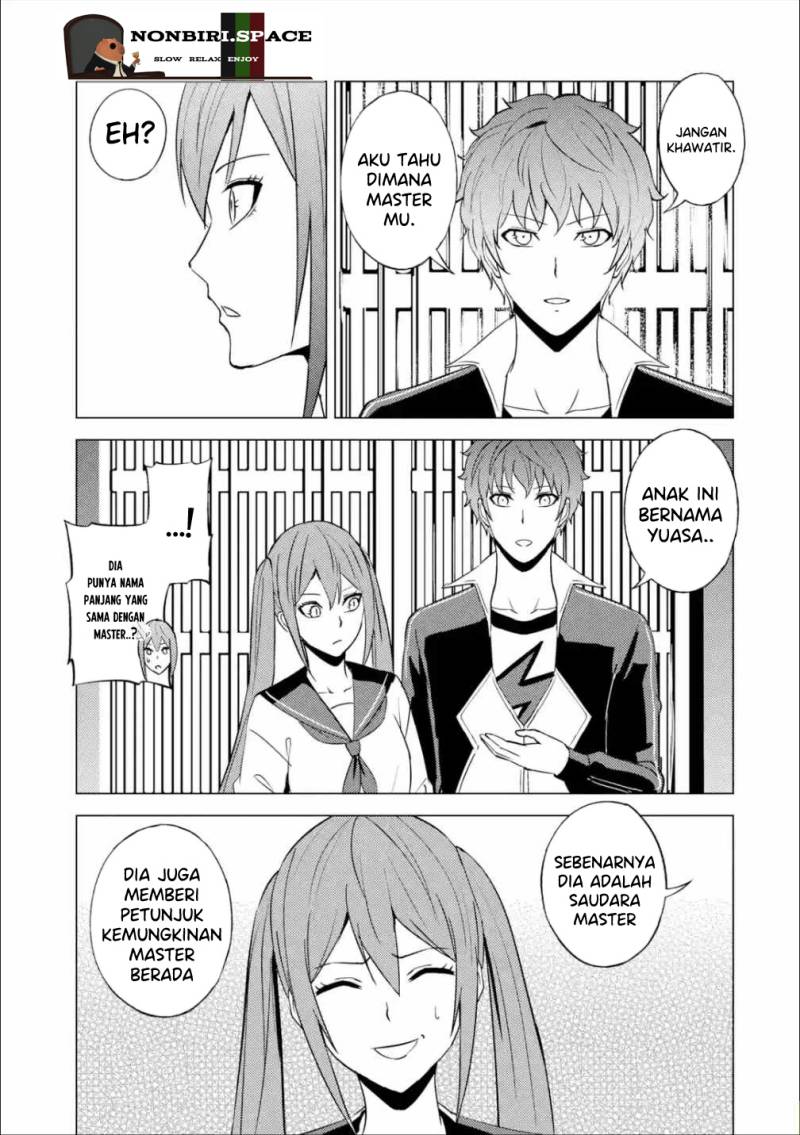 NONBIRI.SPACE
SLOW RELAX ENJOY
JANGAN
KHAWATIR.
AKU TAHU
DIMANA
MASTER
MU.
EH?
ANAK INI
BERNAMA
YUASA..
...!
DIA
PUNYA NAMA
PANJANG YANG
SAMA DENGAN
MASTER..?
SEBENARNYA
DIA ADALAH
SAUDARA
MASTER
DIA JUGA
MEMBERI
PETUNJUK
KEMUNGKINAN
MASTER
BERADA